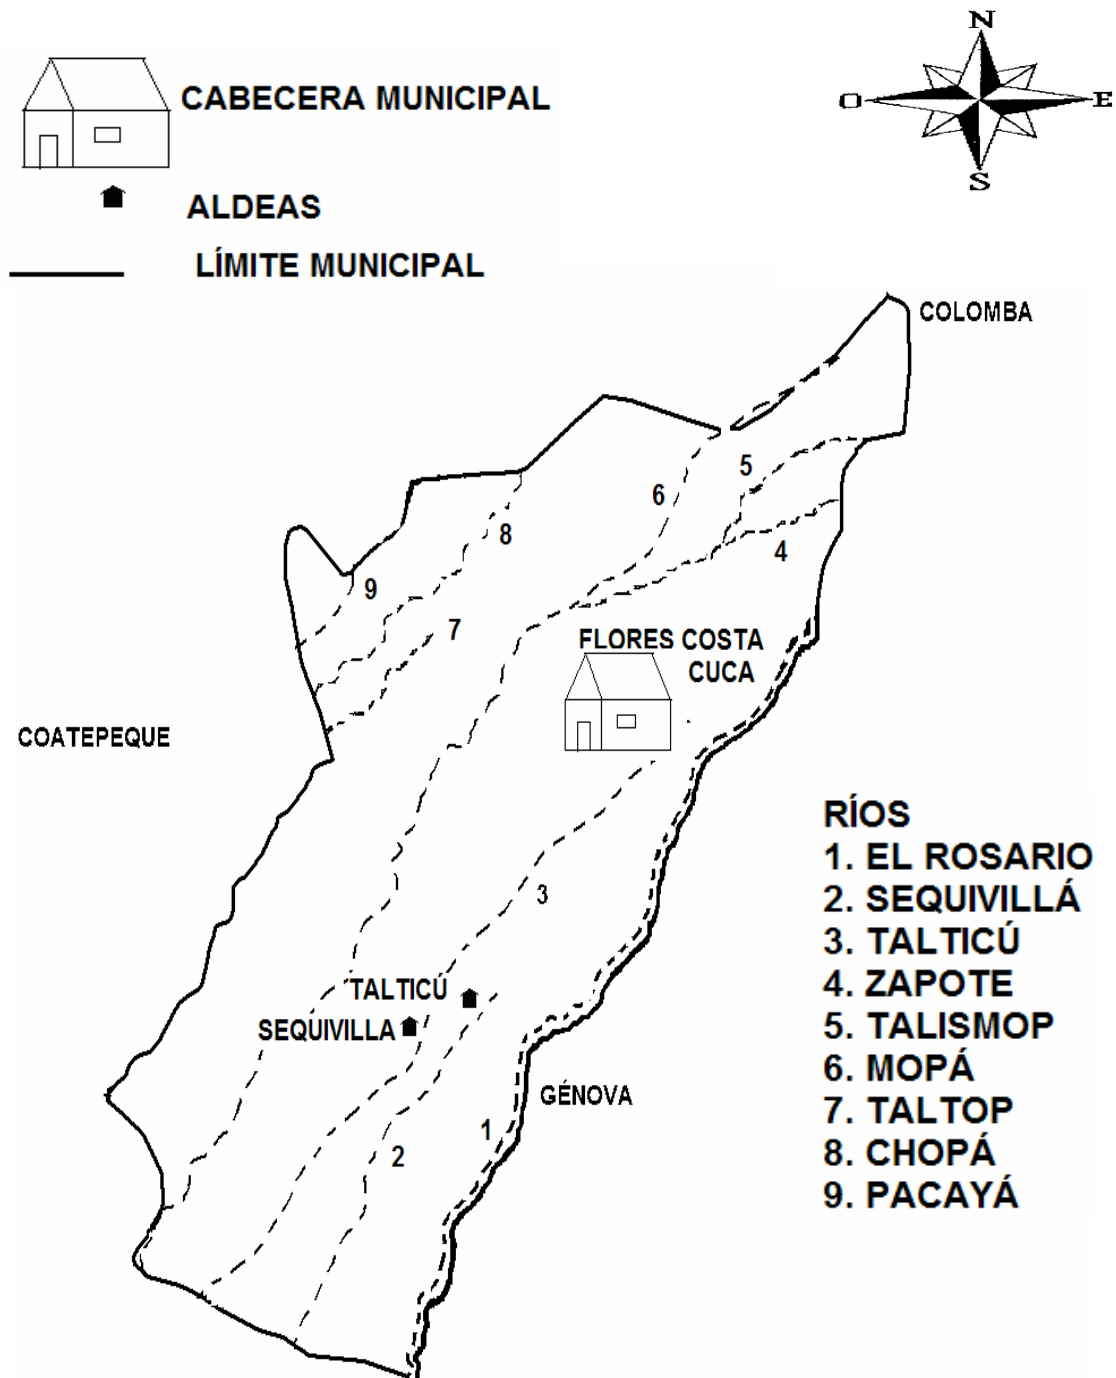 N
CABECERA MUNICIPAL
O
E
S
ALDEAS
LÍMITE MUNICIPAL
COLOMBA
5
6
8
4
9
7
FLORES COSTA
CUCA
COATEPEQUE
RÍOS
1. EL ROSARIO
2. SEQUIVILLÁ
3. TALTICÚ
4. ZAPOTE
5. TALISMOP
6. MOPÁ
7. TALTOP
8. CHOPÁ
9. PACAYÁ
3
TALTICÚ
SEQUIVILLA
GÉNOVA
1
2